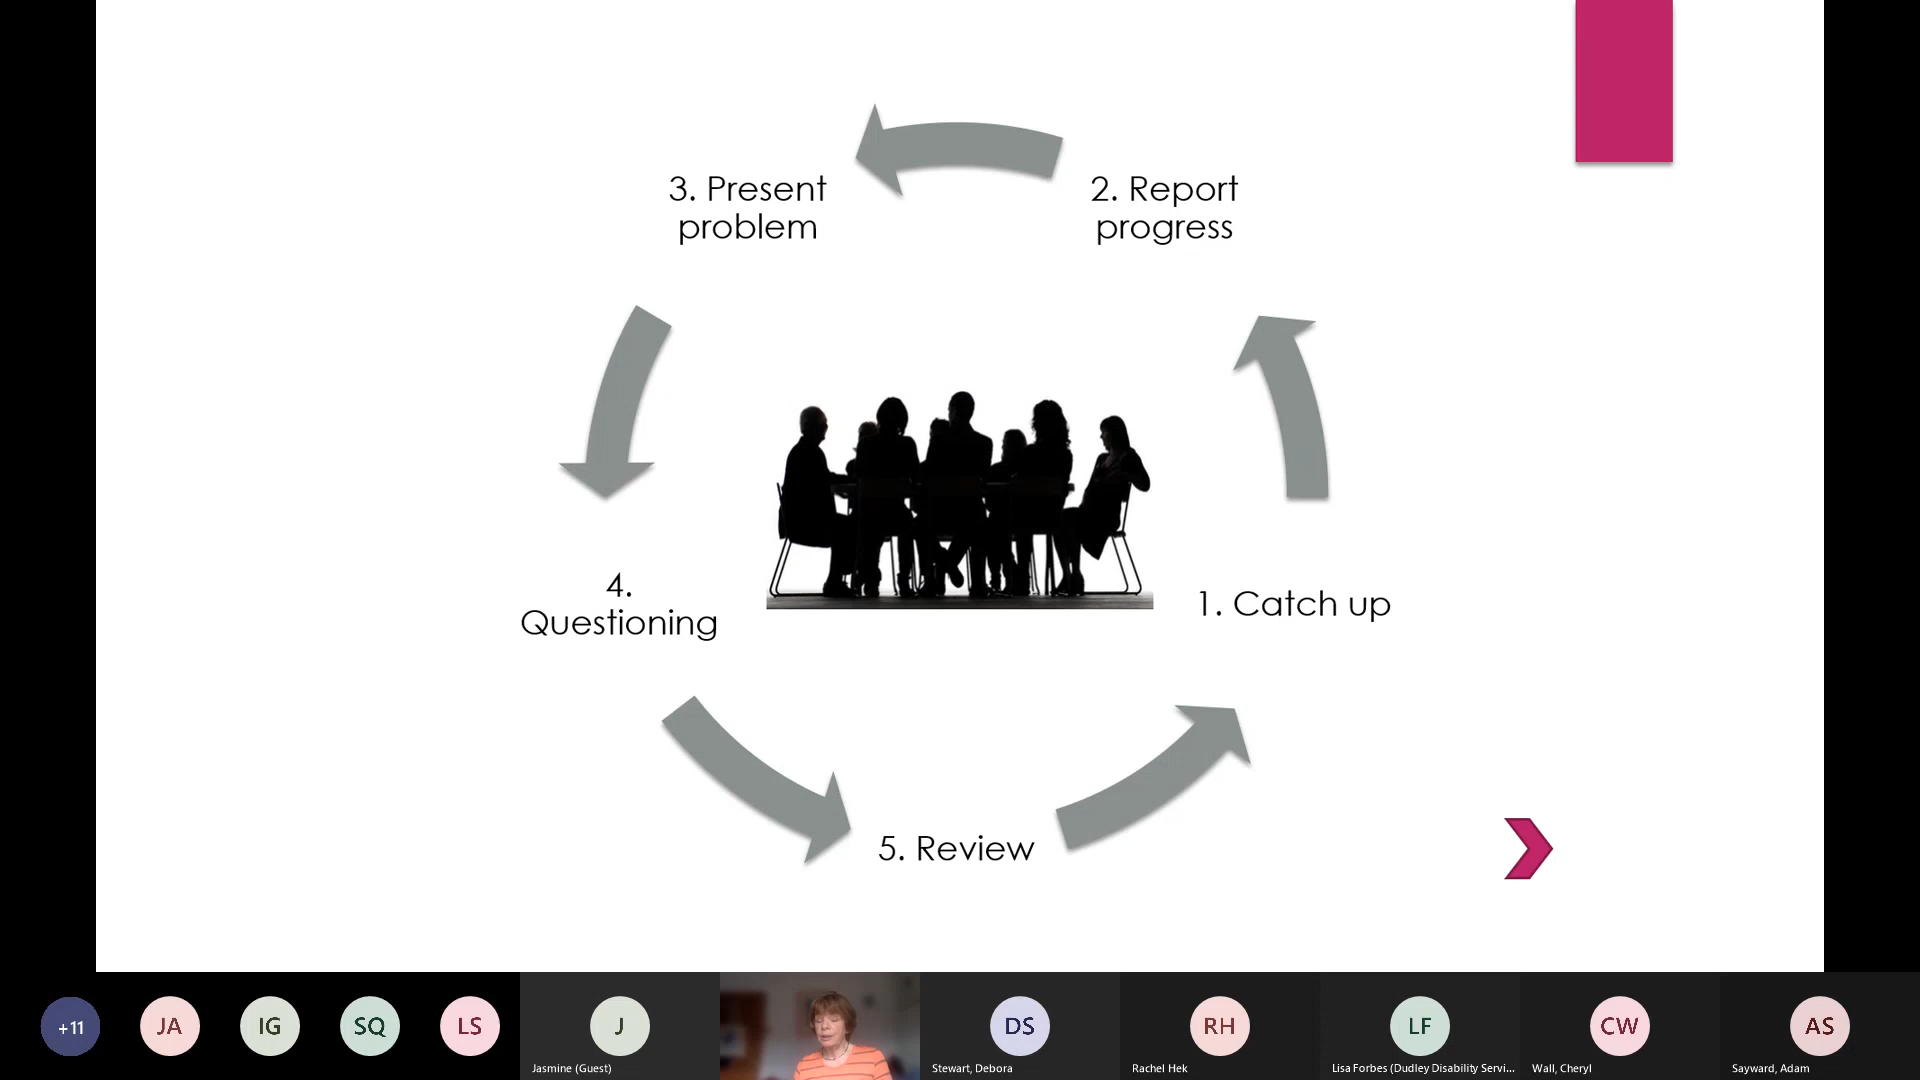 3. Present
problem
2. Report
progress
4.
Questioning
1. Catch up
5. Review
+11
JA
IG
SQ
LS
J
DS
RH
LF
CW
AS
Jasmine (Guest)
Stewart, Debora
Rachel Hek
Lisa Forbes (Dudley Disability Servi...
Wall, Cheryl
Sayward, Adam